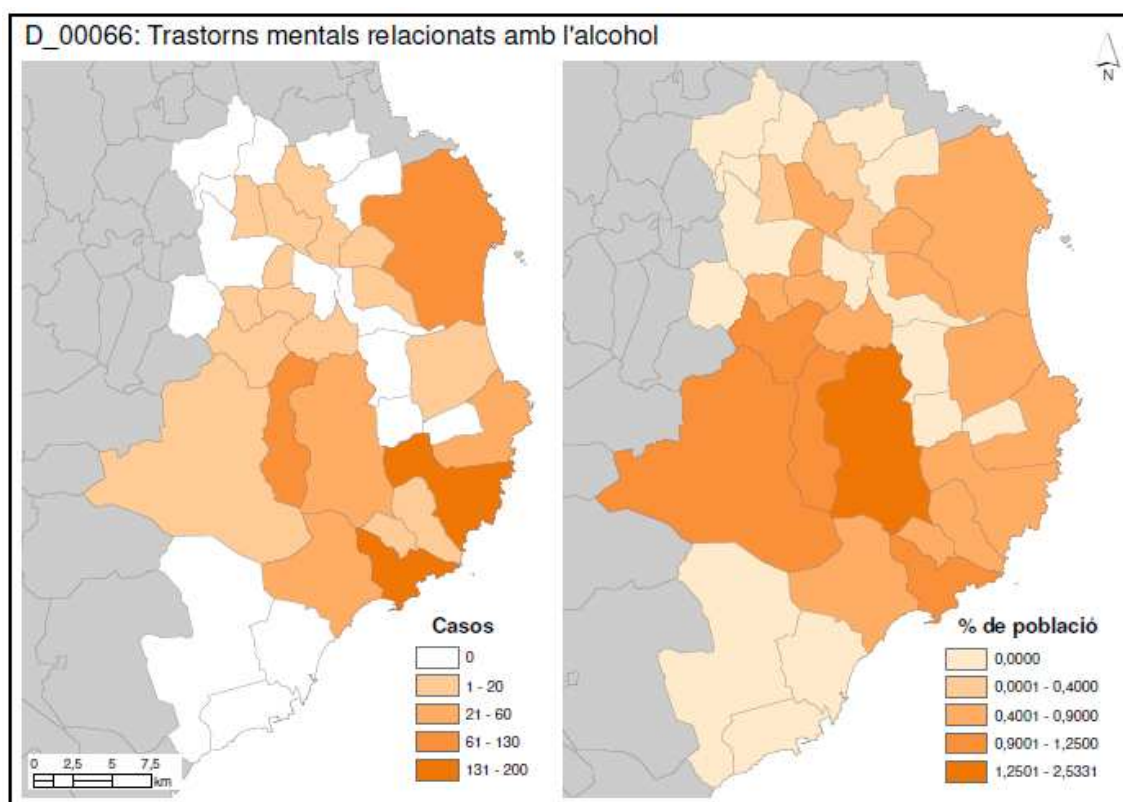 D_00066: Trastorns mentals relacionats amb l'alcohol
N
Casos
0
1 - 20
21 - 60
61 - 130
131 - 200
0 2,5 5 7,5
km
% de població
0,0000
0,0001 - 0,4000
0,4001 - 0,9000
0,9001 - 1,2500
1,2501 - 2,5331